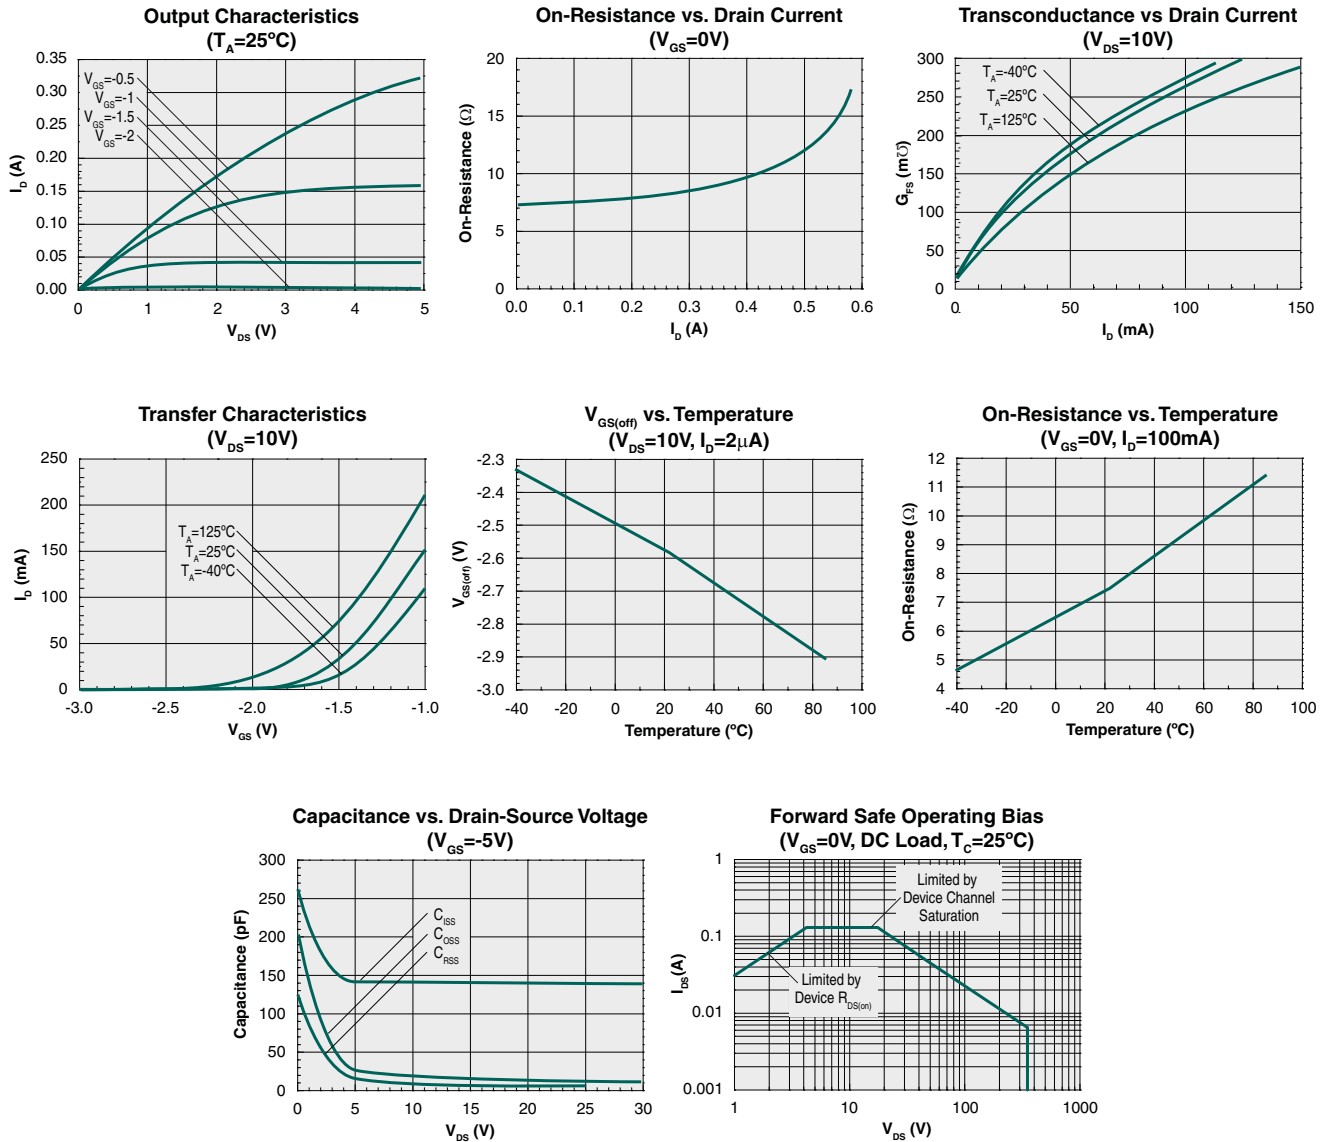 Output Characteristics
(TA=25ºC)
VGS=-0.5
VGS=-1
VGS=-1.5
VGS=-2
ID (A)
0.35
0.30
0.25
0.20
0.15
0.10
0.05
0.00
0 1 2 3 4 5
VDS (V)
On-Resistance vs. Drain Current
(VGS=0V)
On-Resistance (Ω)
20
15
10
5
0
0.0 0.1 0.2 0.3 0.4 0.5 0.6
ID (A)
Transconductance vs Drain Current
(VDS=10V)
TA=-40ºC
TA=25ºC
TA=125ºC
GFS (m℧)
300
250
200
150
100
50
0
0 50 100 150
ID (mA)
Transfer Characteristics
(VDS=10V)
TA=125ºC
TA=25ºC
TA=-40ºC
ID (mA)
250
200
150
100
50
0
-3.0 -2.5 -2.0 -1.5 -1.0
VGS (V)
VGS(off) vs. Temperature
(VDS=10V, ID=2μA)
VGS(off) (V)
-2.3
-2.4
-2.5
-2.6
-2.7
-2.8
-2.9
-3.0
-40 -20 0 20 40 60 80 100
Temperature (ºC)
On-Resistance vs. Temperature
(VGS=0V, ID=100mA)
On-Resistance (Ω)
12
11
10
9
8
7
6
5
4
-40 -20 0 20 40 60 80 100
Temperature (ºC)
Capacitance vs. Drain-Source Voltage
(VGS=-5V)
CISS
COSS
CRSS
Capacitance (pF)
300
250
200
150
100
50
0
0 5 10 15 20 25 30
VDS (V)
Forward Safe Operating Bias
(VGS=0V, DC Load, TC=25ºC)
Limited by
Device Channel
Saturation
Limited by
Device RDS(on)
IDS(A)
1
0.1
0.01
0.001
1 10 100 1000
VDS (V)